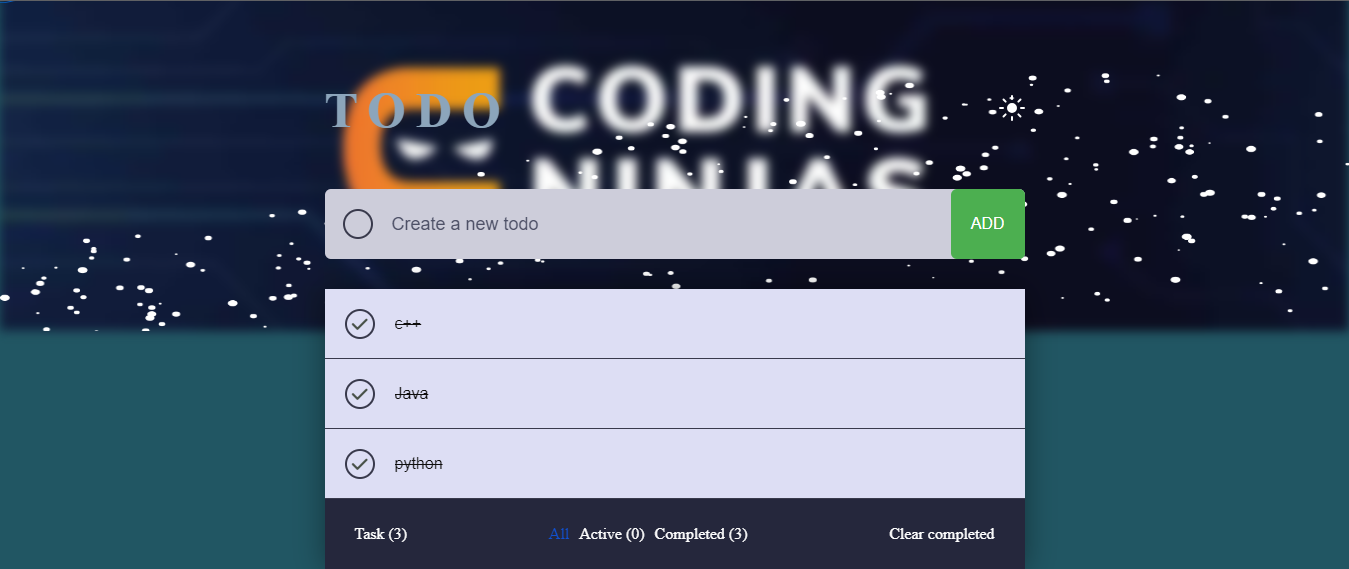 CODING
TODO
NINJAS
Create a new todo
ADD
c++
Java
python
Task (3)
All Active (0) Completed (3)
Clear completed